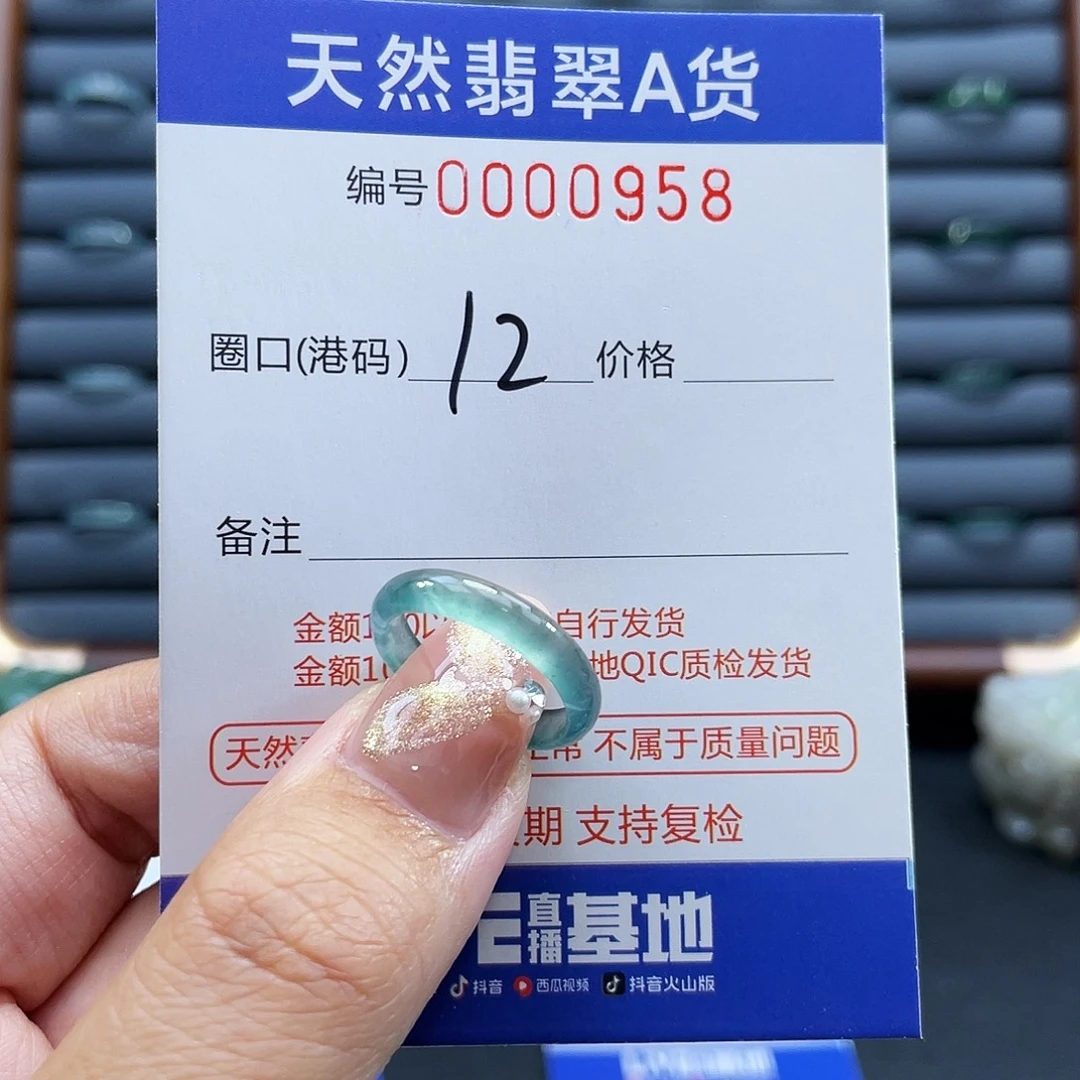 天然翡翠A货
编号0000958
圈口(港码) 12 价格
备注
金额1 自行发货
金额10 地QIC质检发货
天然 不属于质量问题
期 支持复检
直播基地
抖音 西瓜视频 抖音火山版